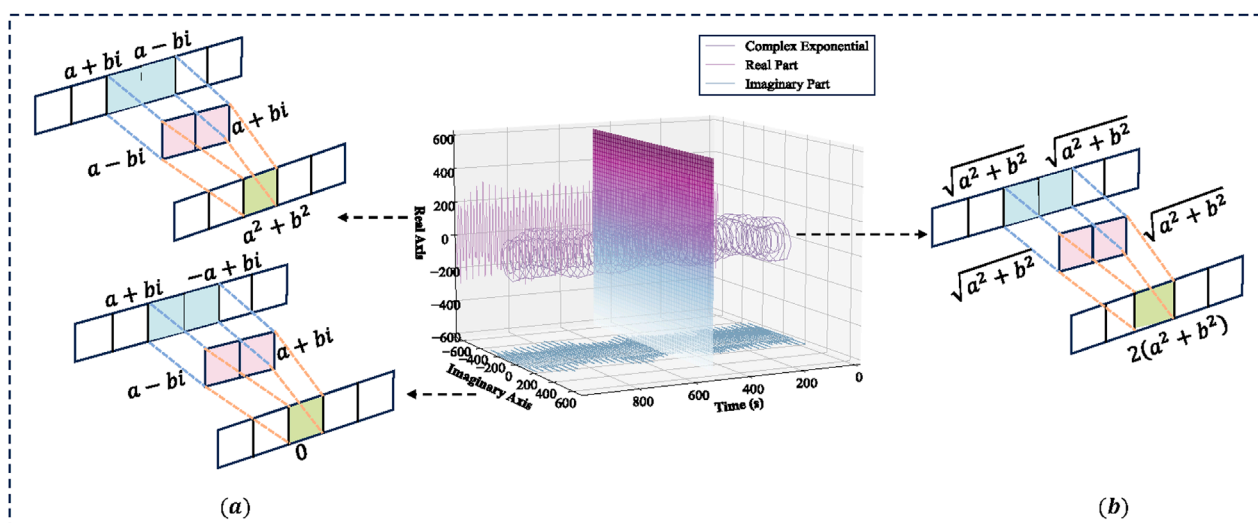 a + bi
a − bi
a − bi
a + bi
a² + b²
a + bi
−a + bi
a − bi
a + bi
0
(a)
Complex Exponential
Real Part
Imaginary Part
600
400
200
0
−200
−400
−600
Real Axis
−600
−400
−200
0
200
400
600
Imaginary Axis
800
600
400
200
0
Time (s)
√a² + b²
√a² + b²
√a² + b²
√a² + b²
2(a² + b²)
(b)